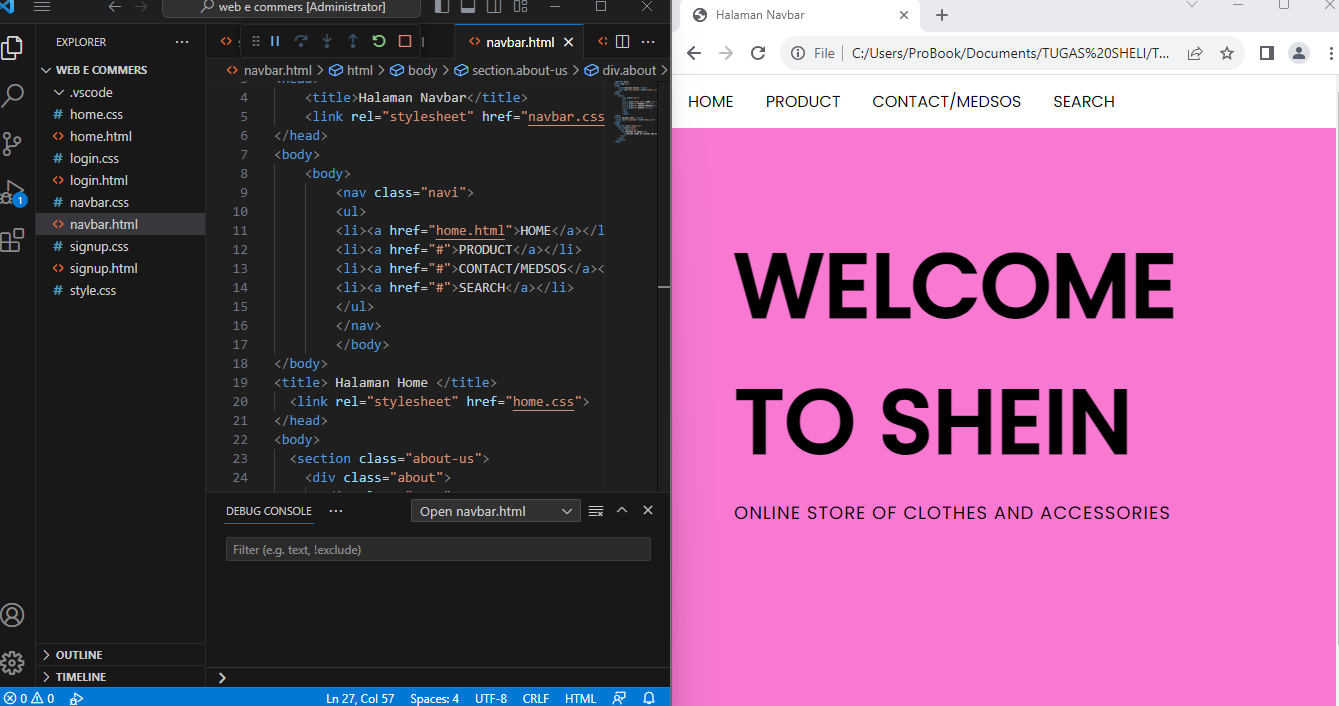 web e commers [Administrator]
EXPLORER
navbar.html
WEB E COMMERS
navbar.html > html > body > section.about-us > div.about >
.vscode
# home.css
home.html
# login.css
login.html
# navbar.css
navbar.html
# signup.css
signup.html
# style.css
4 <title>Halaman Navbar</title>
5 <link rel="stylesheet" href="navbar.css
6 </head>
7 <body>
8 <body>
9 <nav class="navi">
10 <ul>
11 <li><a href="home.html">HOME</a></l
12 <li><a href="#">PRODUCT</a></li>
13 <li><a href="#">CONTACT/MEDSOS</a><
14 <li><a href="#">SEARCH</a></li>
15 </ul>
16 </nav>
17 </body>
18 </body>
19 <title> Halaman Home </title>
20 <link rel="stylesheet" href="home.css">
21 </head>
22 <body>
23 <section class="about-us">
24 <div class="about">
DEBUG CONSOLE
Open navbar.html
Filter (e.g. text, !exclude)
1
OUTLINE
TIMELINE
0 0
Ln 27, Col 57 Spaces: 4 UTF-8 CRLF HTML
Halaman Navbar
File C:/Users/ProBook/Documents/TUGAS%20SHELI/T...
HOME PRODUCT CONTACT/MEDSOS SEARCH
WELCOME
TO SHEIN
ONLINE STORE OF CLOTHES AND ACCESSORIES